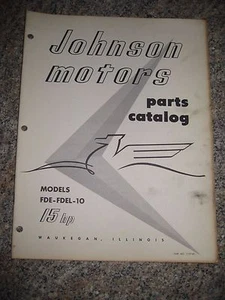 Johnson
motors
parts
catalog
MODELS
FDE-FDEL-10
15 hp
WAUKEGAN, ILLINOIS